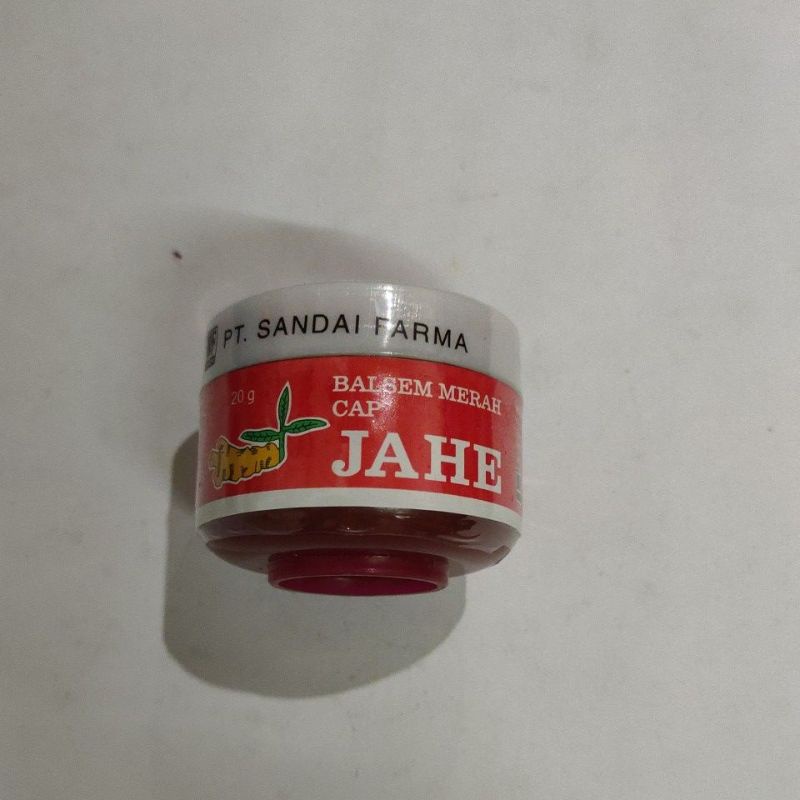 PT. SANDAI FARMA
20 g
BALSEM MERAH
CAP
JAHE